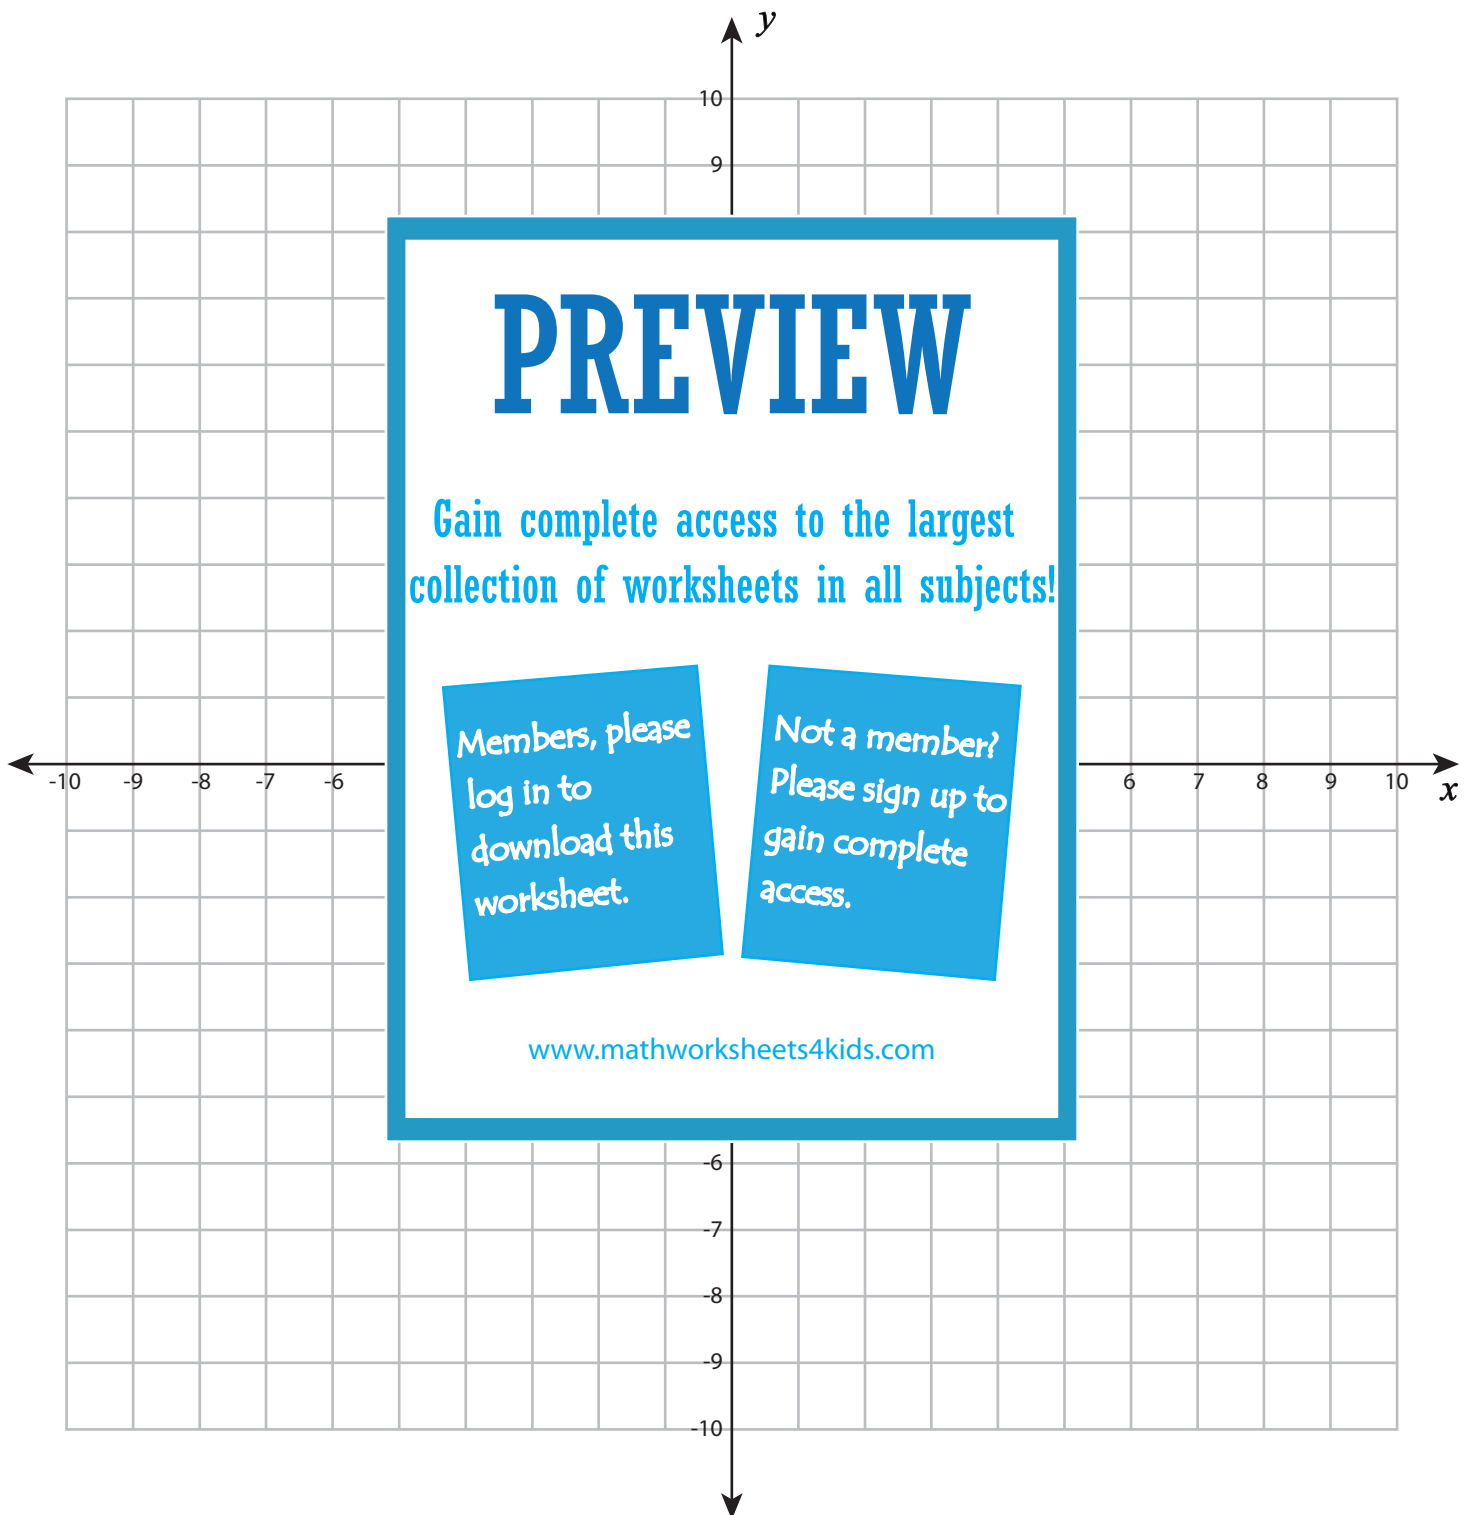 y
10
9
PREVIEW
Gain complete access to the largest
collection of worksheets in all subjects!
Members, please
log in to
download this
worksheet.
Not a member?
Please sign up to
gain complete
access.
-10 -9 -8 -7 -6 6 7 8 9 10
x
www.mathworksheets4kids.com
-6
-7
-8
-9
-10